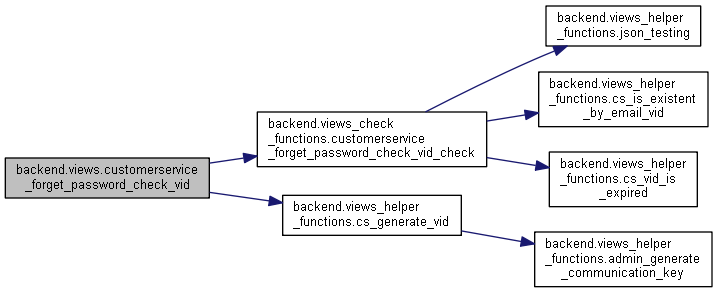 backend.views.customerservice
_forget_password_check_vid
backend.views_check
_functions.customerservice
_forget_password_check_vid_check
backend.views_helper
_functions.json_testing
backend.views_helper
_functions.cs_is_existent
_by_email_vid
backend.views_helper
_functions.cs_vid_is
_expired
backend.views_helper
_functions.cs_generate_vid
backend.views_helper
_functions.admin_generate
_communication_key